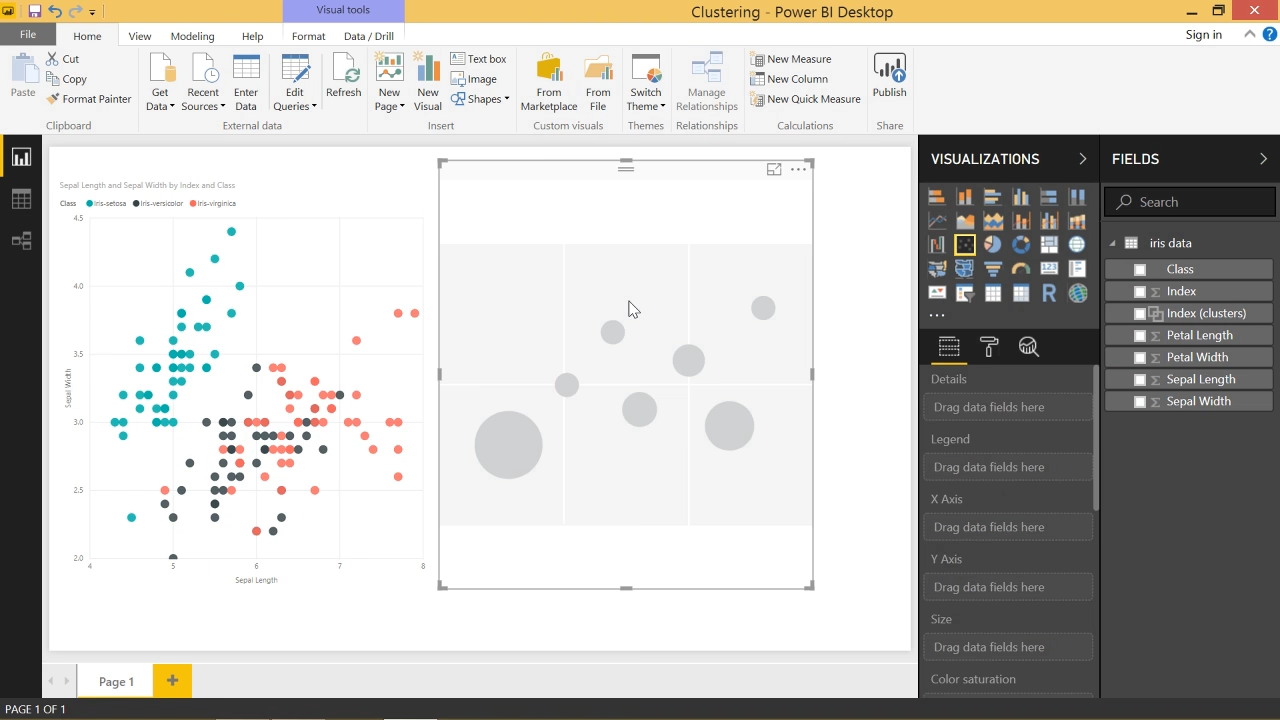 Visual tools
Clustering - Power BI Desktop
File
Home
View
Modeling
Help
Format
Data / Drill
Sign in
Paste
Cut
Copy
Format Painter
Clipboard
Get
Data
Recent
Sources
Enter
Data
Edit
Queries
Refresh
External data
New
Page
New
Visual
Text box
Image
Shapes
Insert
From
Marketplace
From
File
Custom visuals
Switch
Theme
Themes
Manage
Relationships
Relationships
New Measure
New Column
New Quick Measure
Calculations
Publish
Share
Sepal Length and Sepal Width by Index and Class
Class Iris-setosa Iris-versicolor Iris-virginica
4.5
4.0
3.5
3.0
2.5
2.0
Sepal Width
4 5 6 7 8
Sepal Length
VISUALIZATIONS
123
R
Details
Drag data fields here
Legend
Drag data fields here
X Axis
Drag data fields here
Y Axis
Drag data fields here
Size
Drag data fields here
Color saturation
FIELDS
Search
iris data
Class
Index
Index (clusters)
Petal Length
Petal Width
Sepal Length
Sepal Width
Page 1
PAGE 1 OF 1